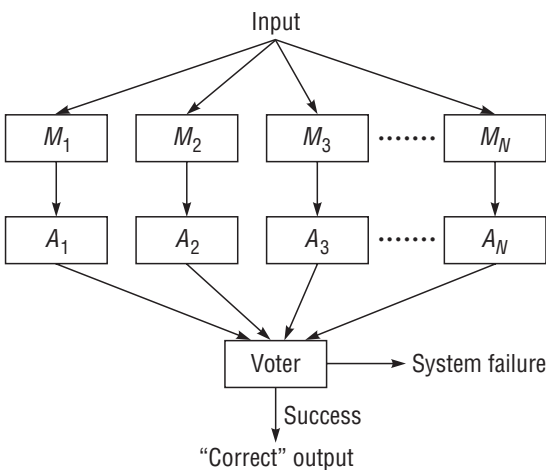 Input
M1 M2 M3 ....... MN
A1 A2 A3 ....... AN
Voter
System failure
Success
“Correct” output